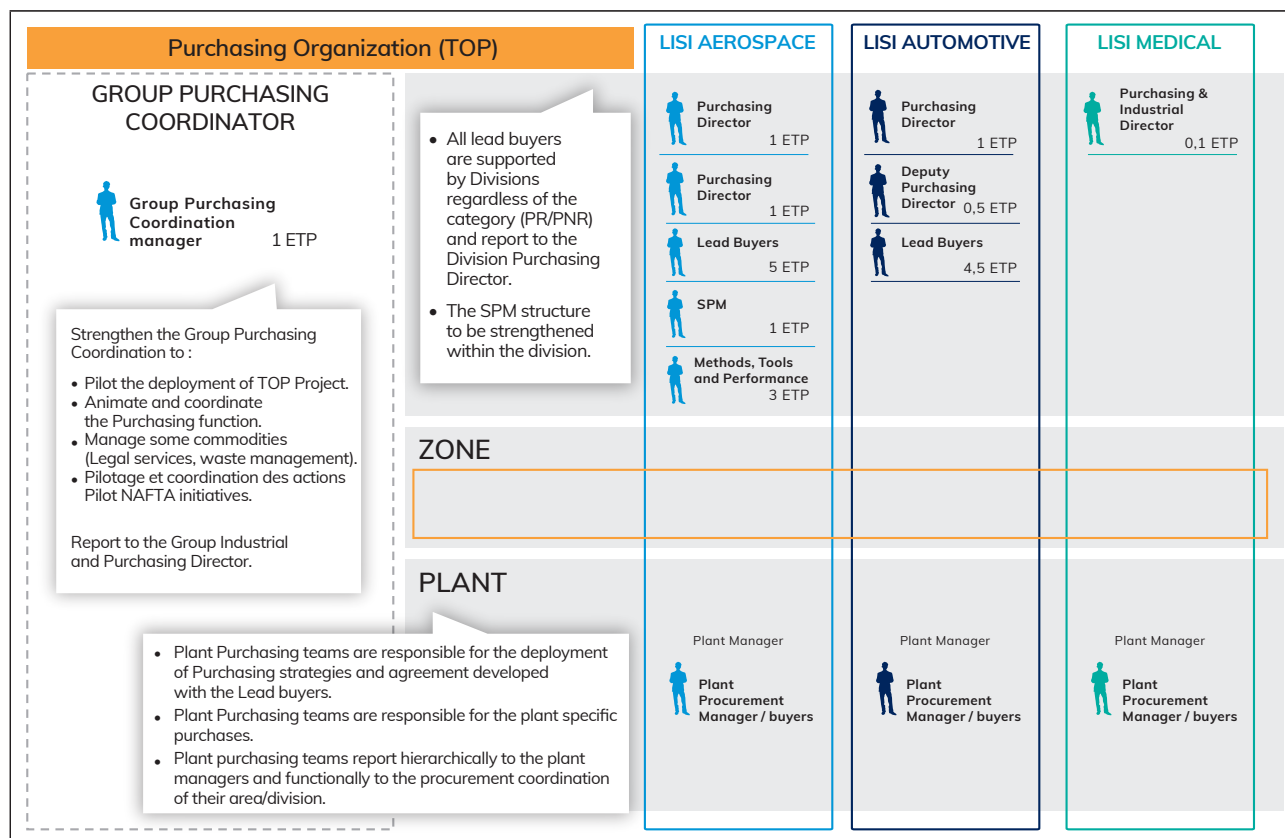 Purchasing Organization (TOP)
LISI AEROSPACE
LISI AUTOMOTIVE
LISI MEDICAL
GROUP PURCHASING
COORDINATOR
Group Purchasing
Coordination
manager
1 ETP
Strengthen the Group Purchasing
Coordination to :
• Pilot the deployment of TOP Project.
• Animate and coordinate
the Purchasing function.
• Manage some commodities
(Legal services, waste management).
• Pilotage et coordination des actions
Pilot NAFTA initiatives.
Report to the Group Industrial
and Purchasing Director.
• All lead buyers
are supported
by Divisions
regardless of the
category (PR/PNR)
and report to the
Division Purchasing
Director.
• The SPM structure
to be strengthened
within the division.
Purchasing
Director
1 ETP
Purchasing
Director
1 ETP
Lead Buyers
5 ETP
SPM
1 ETP
Methods, Tools
and Performance
3 ETP
Purchasing
Director
1 ETP
Deputy
Purchasing
Director
0,5 ETP
Lead Buyers
4,5 ETP
Purchasing &
Industrial
Director
0,1 ETP
ZONE
PLANT
• Plant Purchasing teams are responsible for the deployment
of Purchasing strategies and agreement developed
with the Lead buyers.
• Plant Purchasing teams are responsible for the plant specific
purchases.
• Plant purchasing teams report hierarchically to the plant
managers and functionally to the procurement coordination
of their area/division.
Plant Manager
Plant
Procurement
Manager / buyers
Plant Manager
Plant
Procurement
Manager / buyers
Plant Manager
Plant
Procurement
Manager / buyers